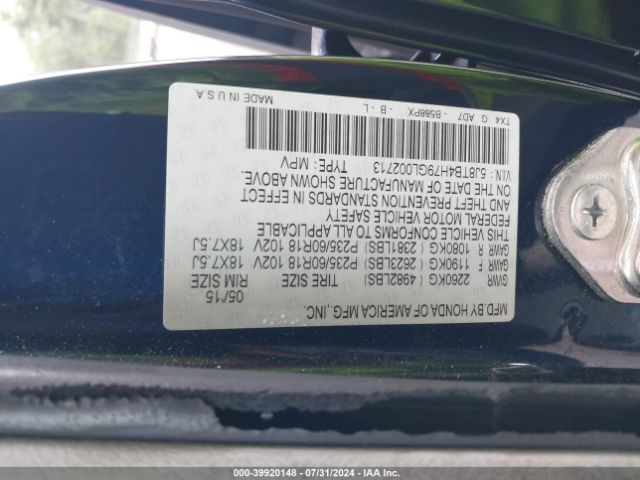 MFD.BY HONDA OF AMERICA MFG.,INC. 05/15
GVWR 2260KG (4982LBS) TIRE SIZE RIM SIZE
GAWR F 1190KG (2623LBS) P235/60R18 102V 18X7.5J
GAWR R 1080KG (2381LBS) P235/60R18 102V 18X7.5J
THIS VEHICLE CONFORMS TO ALL APPLICABLE
FEDERAL MOTOR VEHICLE SAFETY
AND THEFT PREVENTION STANDARDS IN EFFECT
ON THE DATE OF MANUFACTURE SHOWN ABOVE.
VIN : 5J8TB4H79GL002713 TYPE: MPV
TX4 G AD7 - B588PX - B - L MADE IN U.S.A
000-39920148 - 07/31/2024 - IAA Inc.